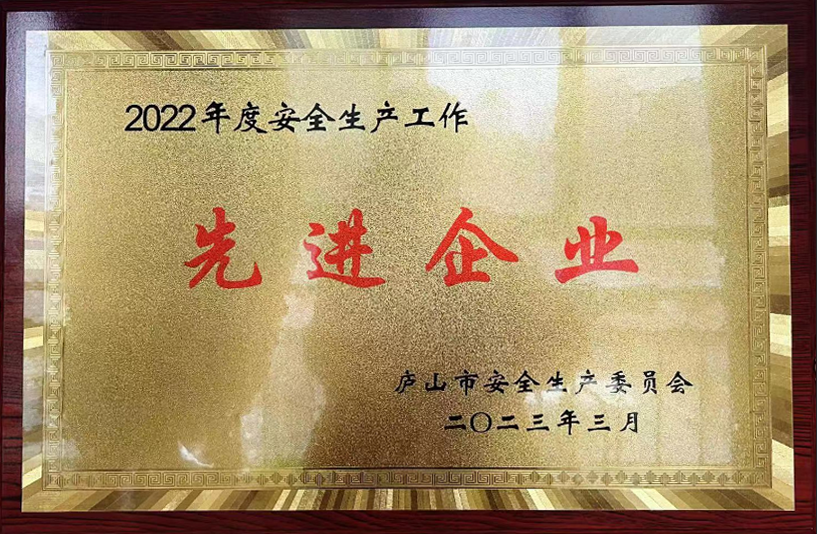 2022年度安全生产工作
先进企业
庐山市安全生产委员会
二〇二三年三月